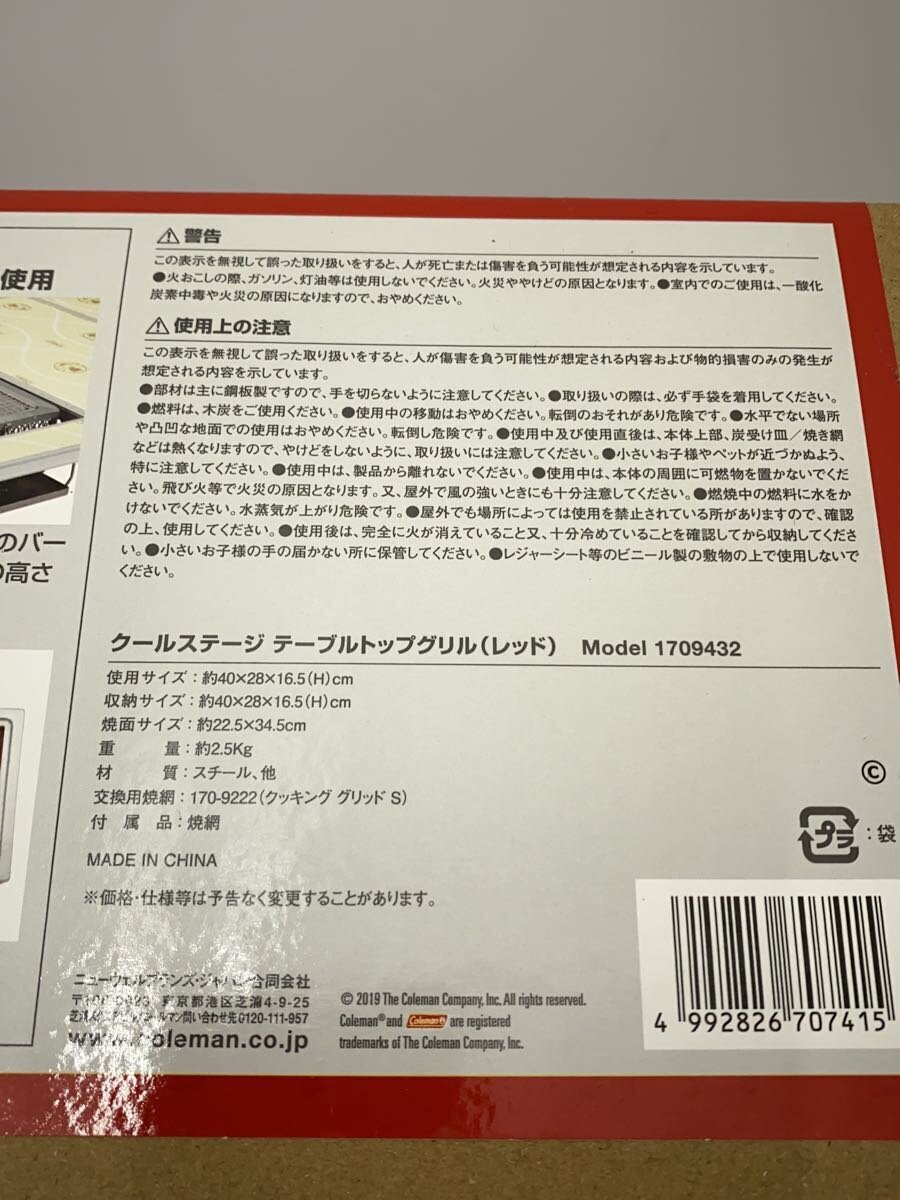 使用
のバー
の高さ
⚠警告
この表示を無視して誤った取り扱いをすると、人が死亡または傷害を負う可能性が想定される内容を示しています。
●火おこしの際、ガソリン、灯油等は使用しないでください。火災ややけどの原因となります。●室内でのご使用は、一酸化
炭素中毒や火災の原因になりますので、おやめください。
⚠使用上の注意
この表示を無視して誤った取り扱いをすると、人が傷害を負う可能性が想定される内容および物的損害のみの発生が
想定される内容を示しています。
●部材は主に鋼板製ですので、手を切らないように注意してください。●取り扱いの際は、必ず手袋を着用してください。
●燃料は、木炭をご使用ください。●使用中の移動はおやめください。転倒のおそれがあり危険です。●水平でない場所
や凸凹な地面での使用はおやめください。転倒し危険です。●使用中及び使用直後は、本体上部、炭受け皿/焼き網
などは熱くなりますので、やけどをしないように、取り扱いには注意してください。●小さいお子様やペットが近づかぬよう、
特に注意してください。●使用中は、製品から離れないでください。●使用中は、本体の周囲に可燃物を置かないでくだ
さい。飛び火等で火災の原因となります。又、屋外で風の強いときにも十分注意してください。●燃焼中の燃料に水をか
けないでください。水蒸気が上がり危険です。●屋外でも場所によっては使用を禁止されている所がありますので、確認
の上、使用してください。●使用後は、完全に火が消えていること又、十分冷めていることを確認してから収納してくださ
い。●小さいお子様の手の届かない所に保管してください。●レジャーシート等のビニール製の敷物の上で使用しないで
ください。
クールステージ テーブルトップグリル(レッド) Model 1709432
使用サイズ:約40×28×16.5(H)cm
収納サイズ:約40×28×16.5(H)cm
焼面サイズ:約22.5×34.5cm
重 量:約2.5Kg
材 質:スチール、他
交換用焼網:170-9222(クッキング グリッド S)
付 属 品:焼網
MADE IN CHINA
※価格・仕様等は予告なく変更することがあります。
©
プラ:袋
ニューウェルブランズ・ジャパン合同会社
東京都港区芝浦4-9-25
問い合わせ先0120-111-957
www.coleman.co.jp
© 2019 The Coleman Company, Inc. All rights reserved.
Coleman® and Coleman are registered
trademarks of The Coleman Company, Inc.
4 992826 707415